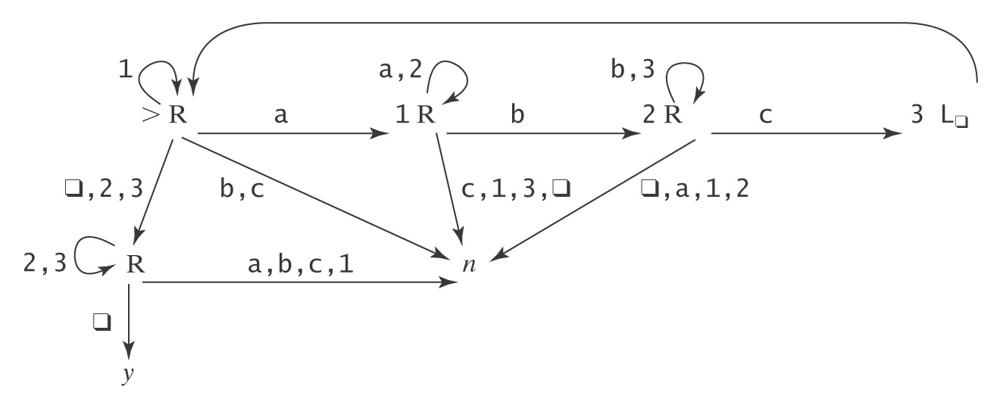 1 a,2 b,3
> R a 1 R b 2 R c 3 L❏
❏,2,3 b,c c,1,3,❏ ❏,a,1,2
2,3 R a,b,c,1 n
❏
y